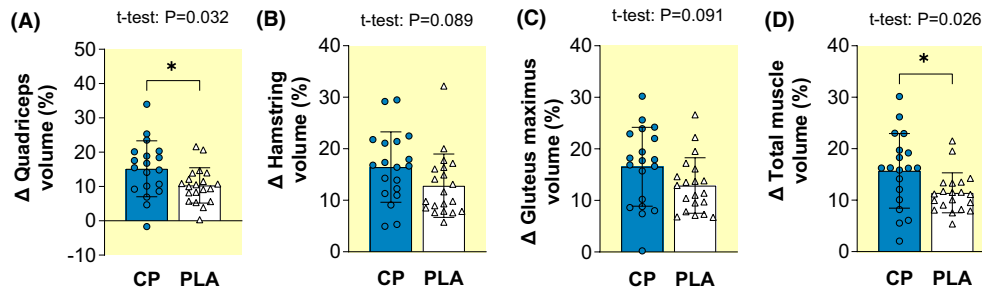 (A)
t-test: P=0.032
Δ Quadriceps
volume (%)
50
40
30
20
10
0
-10
*
CP PLA
(B)
t-test: P=0.089
Δ Hamstring
volume (%)
40
30
20
10
0
CP PLA
(C)
t-test: P=0.091
Δ Gluteus maximus
volume (%)
40
30
20
10
0
CP PLA
(D)
t-test: P=0.026
Δ Total muscle
volume (%)
40
30
20
10
0
*
CP PLA